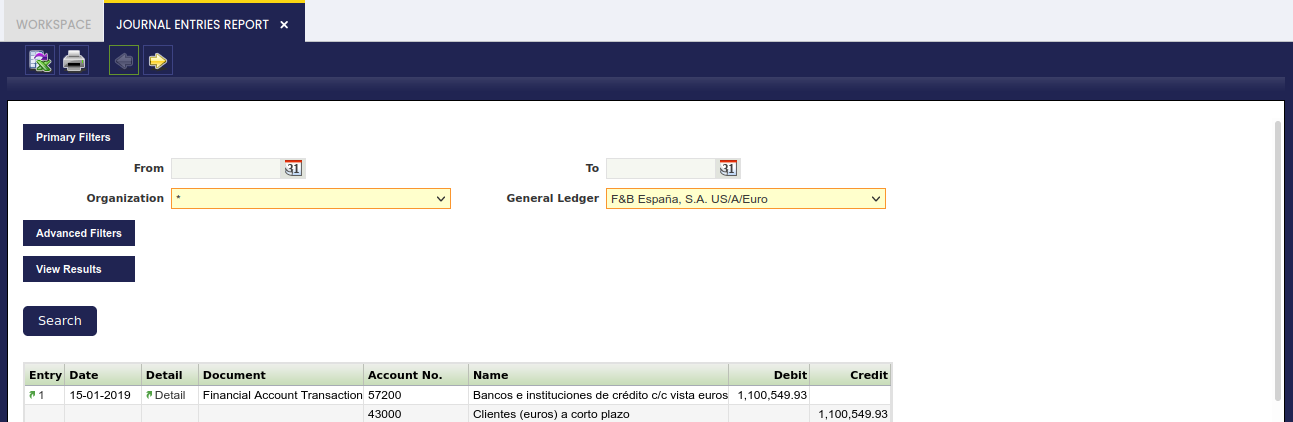 WORKSPACE JOURNAL ENTRIES REPORT ×
Primary Filters
From 31 To 31
Organization * General Ledger F&B España, S.A. US/A/Euro
Advanced Filters
View Results
Search
Entry Date Detail Document Account No. Name Debit Credit
1 15-01-2019 Detail Financial Account Transaction 57200 Bancos e instituciones de crédito c/c vista euros 1,100,549.93
43000 Clientes (euros) a corto plazo 1,100,549.93